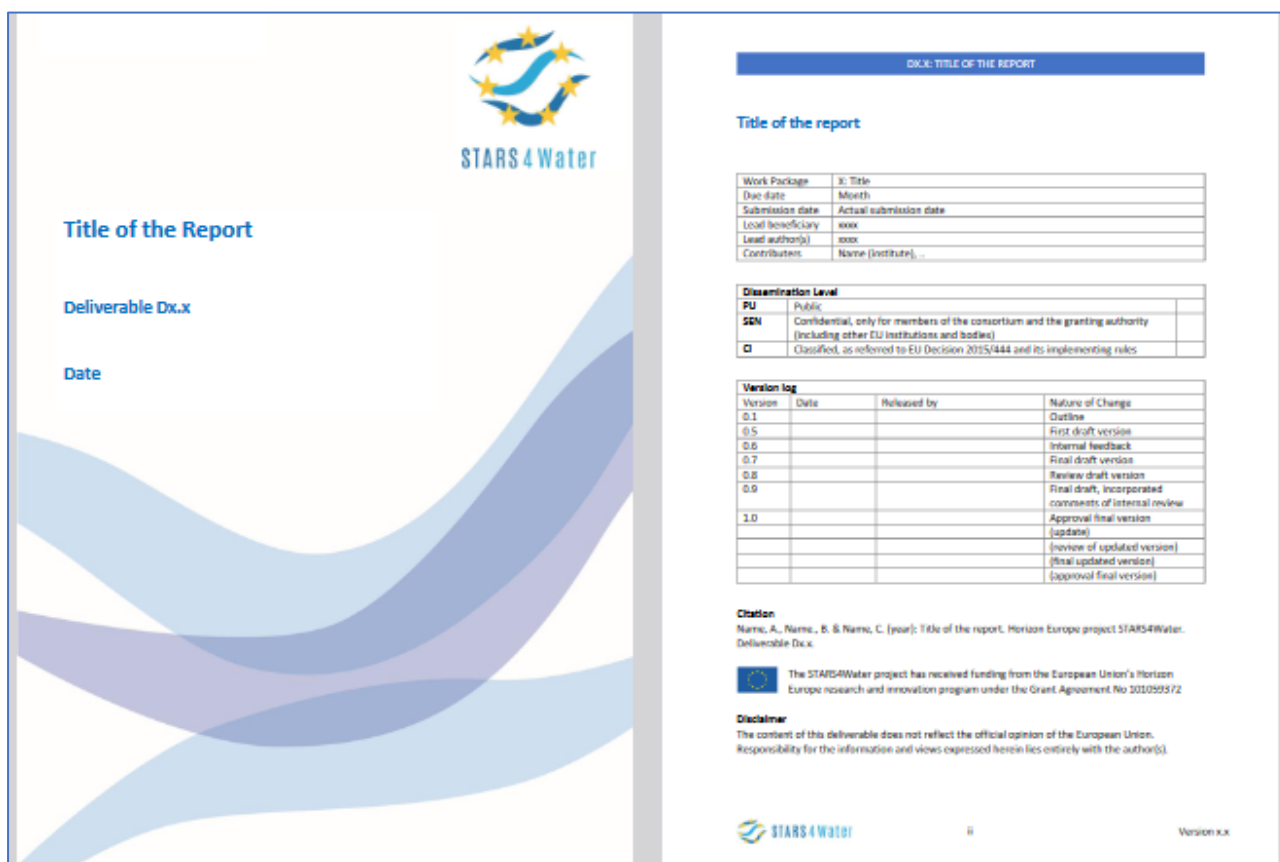 STARS4Water
Title of the Report
Deliverable Dx.x
Date
DX.X: TITLE OF THE REPORT
Title of the report
Work Package X: Title
Due date Month
Submission date Actual submission date
Lead beneficiary xxxx
Lead author(s) xxxx
Contributers Name (institute), ..
Dissemination Level
PU Public
SEN Confidential, only for members of the consortium and the granting authority
(including other EU institutions and bodies)
CI Classified, as referred to EU Decision 2015/444 and its implementing rules
Version log
Version Date Released by Nature of Change
0.1 Outline
0.5 First draft version
0.6 Internal feedback
0.7 Final draft version
0.8 Review draft version
0.9 Final draft, incorporated
comments of internal review
1.0 Approval final version
(update)
(review of updated version)
(final updated version)
(approval final version)
Citation
Name, A., Name., B. & Name, C. (year): Title of the report. Horizon Europe project STARS4Water.
Deliverable Dx.x.
The STARS4Water project has received funding from the European Union's Horizon
Europe research and innovation program under the Grant Agreement No 101059372
Disclaimer
The content of this deliverable does not reflect the official opinion of the European Union.
Responsibility for the information and views expressed herein lies entirely with the author(s).
STARS4Water ii Version x.x